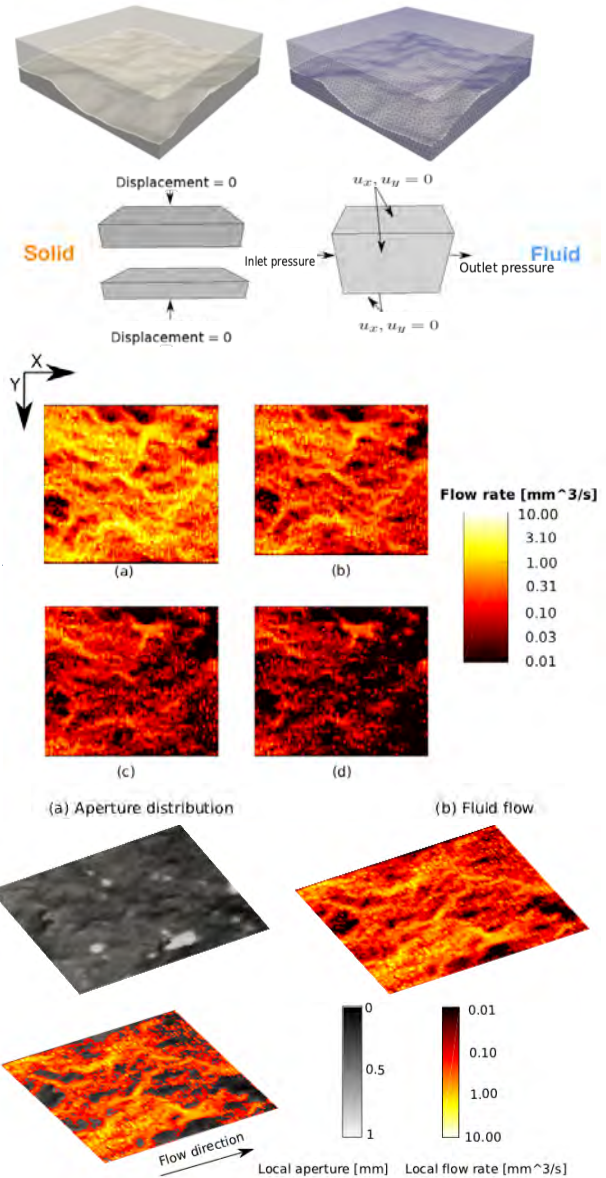 Displacement = 0
u_x, u_y = 0
Solid
Inlet pressure
Outlet pressure
Fluid
Displacement = 0
u_x, u_y = 0
X
Y
(a)
(b)
Flow rate [mm^3/s]
10.00
3.10
1.00
0.31
0.10
0.03
0.01
(c)
(d)
(a) Aperture distribution
(b) Fluid flow
0
0.5
1
0.01
0.10
1.00
10.00
Flow direction
Local aperture [mm]
Local flow rate [mm^3/s]